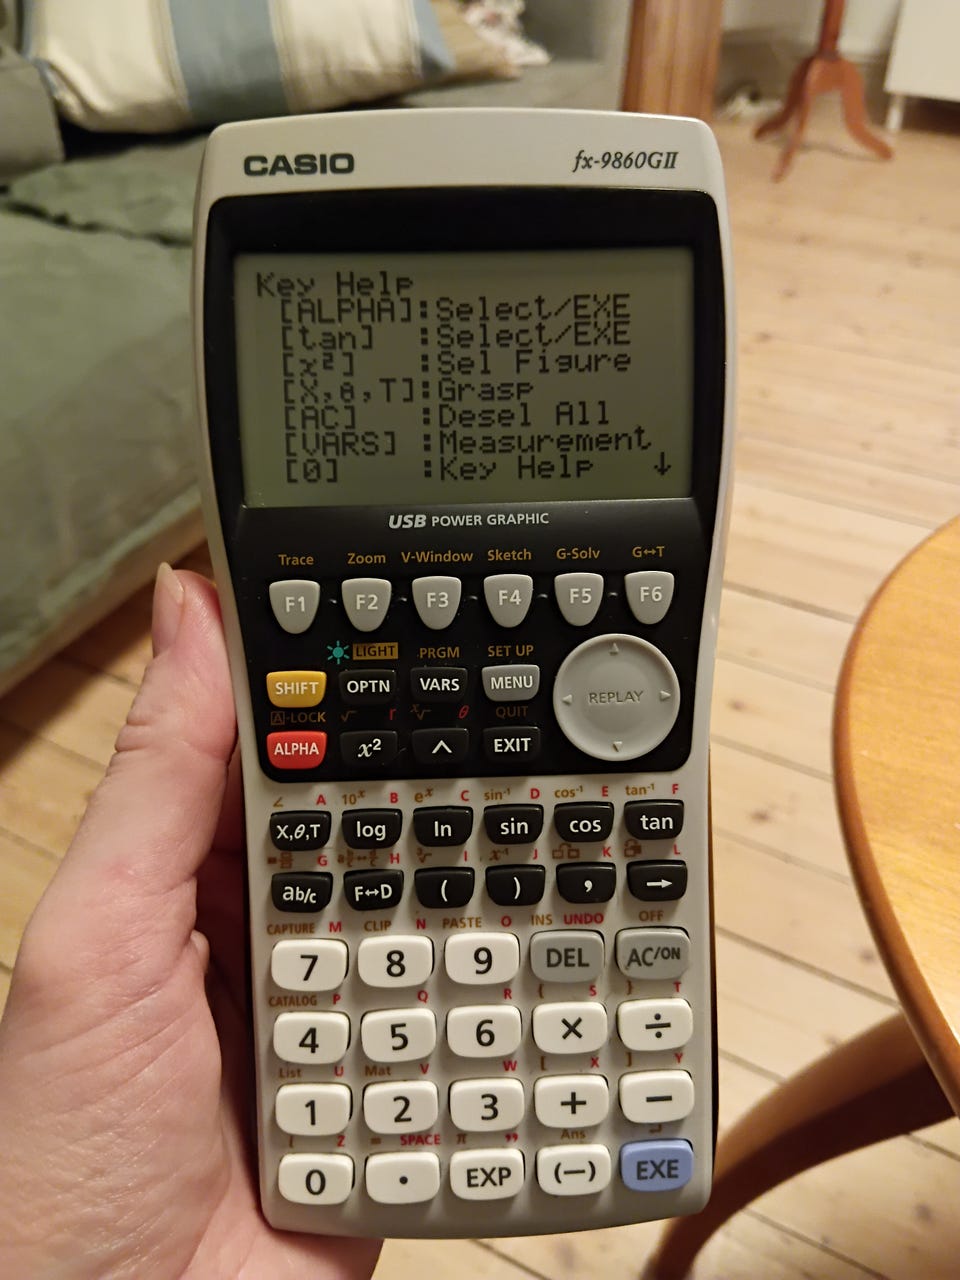 CASIO fx-9860GII
Key Help
[ALPHA]:Select/EXE
[tan] :Select/EXE
[x²] :Sel Figure
[X,θ,T]:Grasp
[AC] :Desel All
[VARS] :Measurement
[0] :Key Help ↓
USB POWER GRAPHIC
Trace Zoom V-Window Sketch G-Solv G↔T
F1 F2 F3 F4 F5 F6
LIGHT PRGM SET UP
SHIFT OPTN VARS MENU REPLAY
A-LOCK √ r ˣ√ θ QUIT
ALPHA x² ^ EXIT
∠ A 10ˣ B eˣ C sin⁻¹ D cos⁻¹ E tan⁻¹ F
X,θ,T log ln sin cos tan
G H ³√ I x⁻¹ J K L
ab/c F↔D ( ) , →
CAPTURE M CLIP N PASTE O INS UNDO OFF
7 8 9 DEL AC/ON
CATALOG P Q R { S } T
4 5 6 × ÷
List U Mat V W [ X ] Y
1 2 3 + −
Z = SPACE π " Ans
0 . EXP (−) EXE